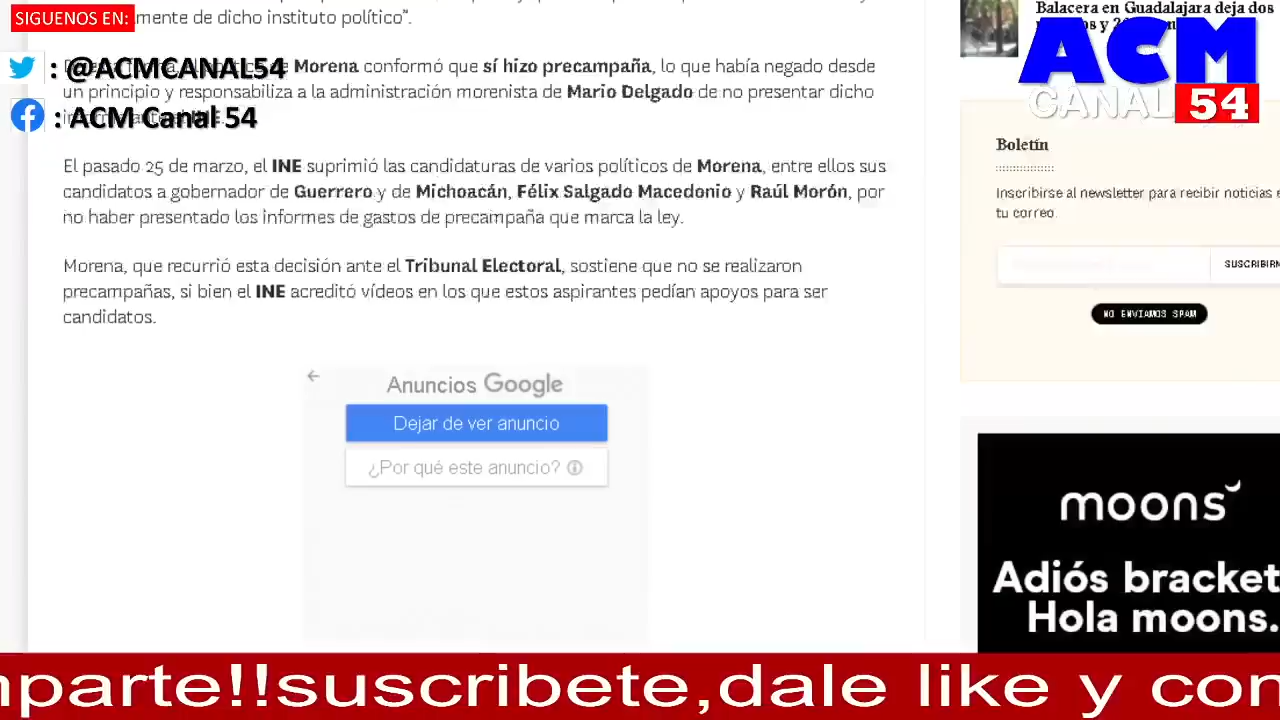 SIGUENOS EN:
mente de dicho instituto político”.
: @ACMCANAL54
Morena conformó que sí hizo precampaña, lo que había negado desde
un principio y responsabiliza a la administración morenista de Mario Delgado de no presentar dicho
: ACM Canal 54
El pasado 25 de marzo, el INE suprimió las candidaturas de varios políticos de Morena, entre ellos sus
candidatos a gobernador de Guerrero y de Michoacán, Félix Salgado Macedonio y Raúl Morón, por
no haber presentado los informes de gastos de precampaña que marca la ley.
Morena, que recurrió esta decisión ante el Tribunal Electoral, sostiene que no se realizaron
precampañas, si bien el INE acreditó vídeos en los que estos aspirantes pedían apoyos para ser
candidatos.
Anuncios Google
Dejar de ver anuncio
¿Por qué este anuncio?
Balacera en Guadalajara deja dos
ACM
CANAL 54
Boletín
Inscribirse al newsletter para recibir noticias
tu correo.
SUSCRIBIRM
NO ENVIAMOS SPAM
moons
Adiós bracket
Hola moons.
mparte!!suscribete,dale like y con